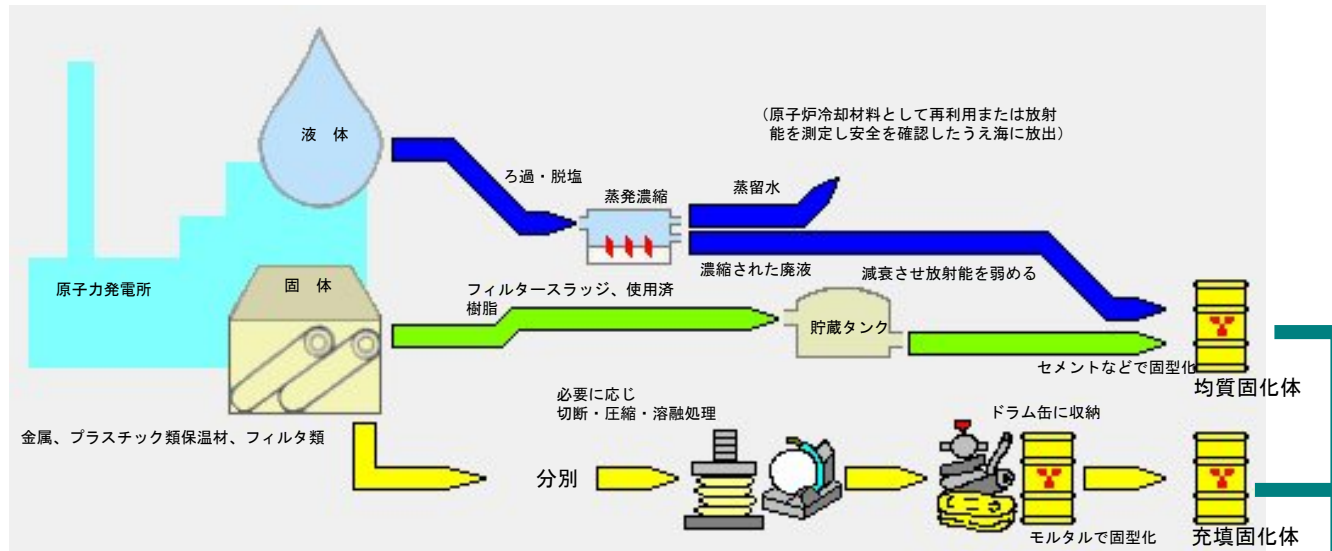 液 体
(原子炉冷却材料として再利用または放射
能を測定し安全を確認したうえ海に放出)
ろ過・脱塩
蒸発濃縮
蒸留水
濃縮された廃液
減衰させ放射能を弱める
原子力発電所
固 体
フィルタースラッジ、使用済
樹脂
貯蔵タンク
セメントなどで固型化
均質固化体
金属、プラスチック類保温材、フィルタ類
分別
必要に応じ
切断・圧縮・溶融処理
ドラム缶に収納
モルタルで固型化
充填固化体